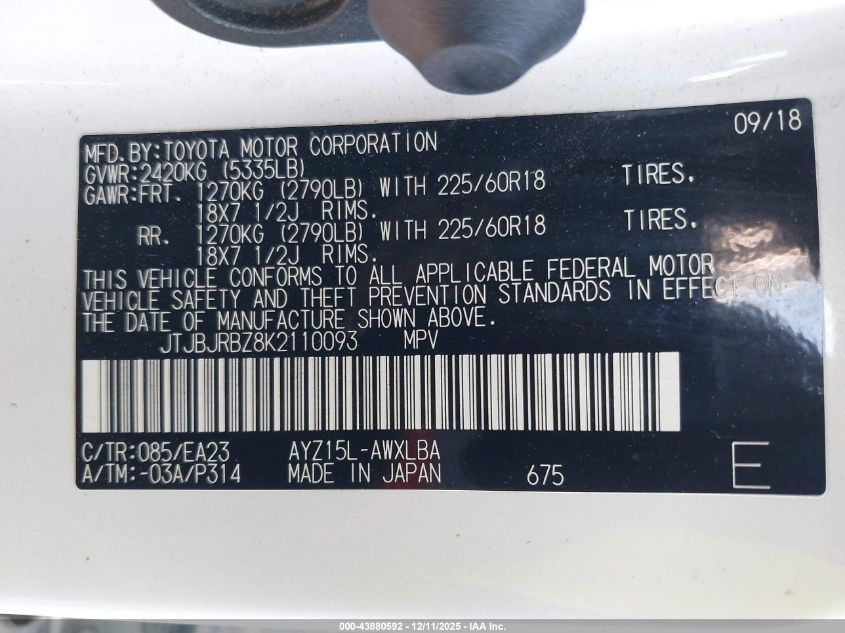 09/18
MFD.BY:TOYOTA MOTOR CORPORATION
GVWR:2420KG (5335LB)
GAWR:FRT. 1270KG (2790LB) WITH 225/60R18 TIRES.
18X7 1/2J RIMS.
RR. 1270KG (2790LB) WITH 225/60R18 TIRES.
18X7 1/2J RIMS.
THIS VEHICLE CONFORMS TO ALL APPLICABLE FEDERAL MOTOR
VEHICLE SAFETY AND THEFT PREVENTION STANDARDS IN EFFECT ON
THE DATE OF MANUFACTURE SHOWN ABOVE.
JTJBJRBZ8K2110093 MPV
C/TR:085/EA23 AYZ15L-AWXLBA
A/TM:-03A/P314 MADE IN JAPAN 675 E
000-43880592 - 12/11/2025 - IAA Inc.